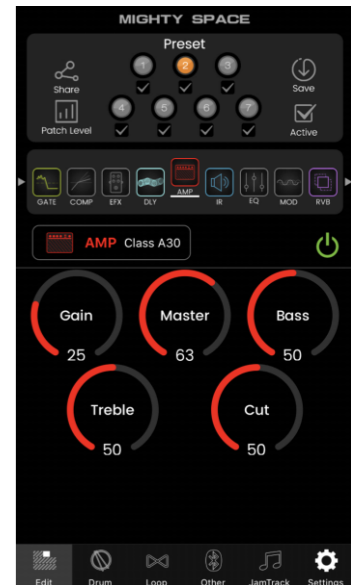 MIGHTY SPACE
Preset
1 2 3
Share
Save
4 5 6 7
Patch Level
Active
GATE COMP EFX DLY AMP IR EQ MOD RVB
AMP Class A30
Gain
25
Master
63
Bass
50
Treble
50
Cut
50
Edit Drum Loop Other JamTrack Settings